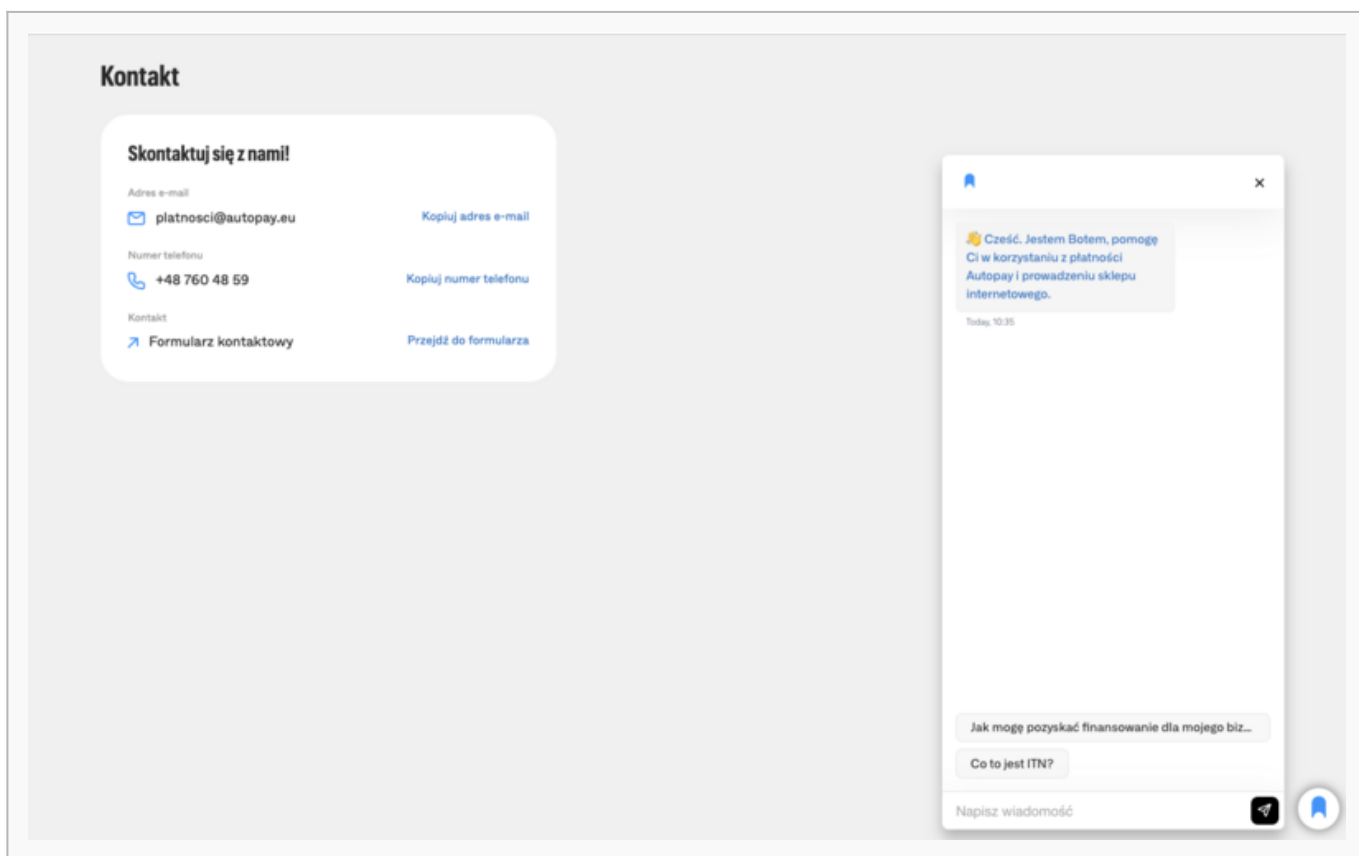 Kontakt
Skontaktuj się z nami!
Adres e-mail
platnosci@autopay.eu
Kopiuj adres e-mail
Numer telefonu
+48 760 48 59
Kopiuj numer telefonu
Kontakt
Formularz kontaktowy
Przejdź do formularza
👋 Cześć. Jestem Botem, pomogę
Ci w korzystaniu z płatności
Autopay i prowadzeniu sklepu
internetowego.
Today, 10:35
Jak mogę pozyskać finansowanie dla mojego biz...
Co to jest ITN?
Napisz wiadomość